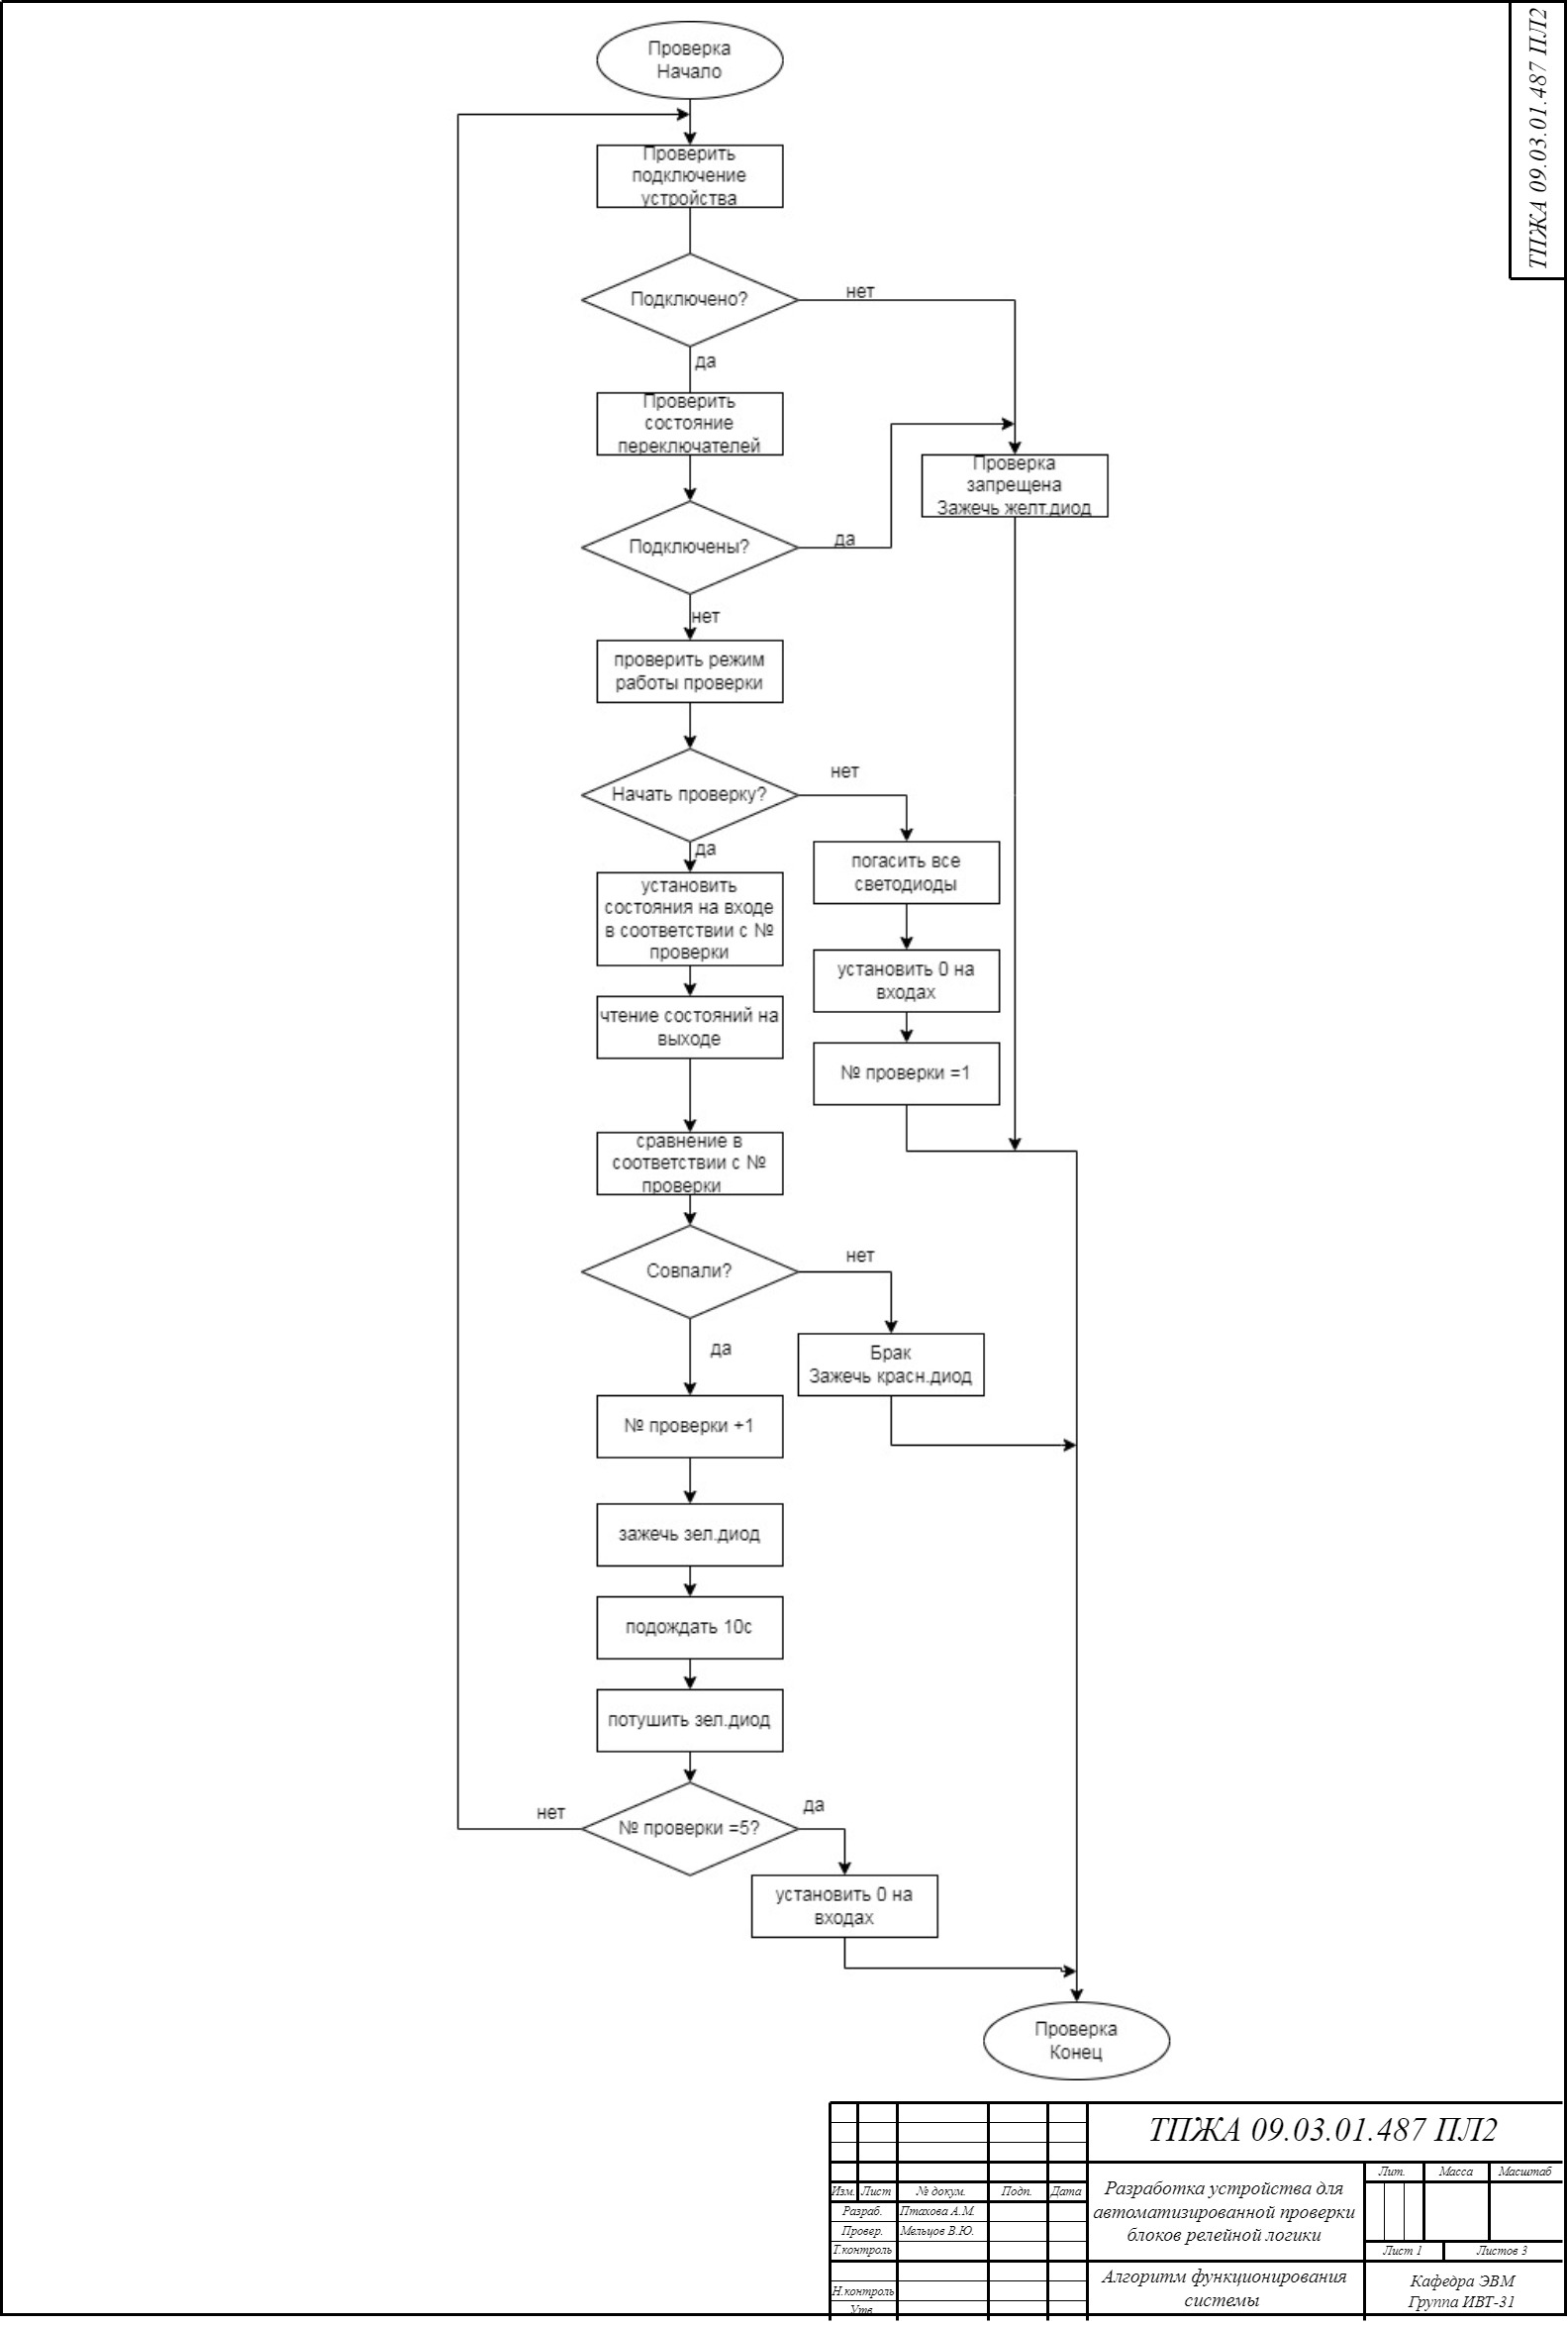 Проверка
Начало
ТПЖА 09.03.01.487 ПЛ2
Проверить
подключение
устройства
Подключено?
нет
да
Проверить
состояние
переключателей
Проверка
запрещена
Зажечь желт.диод
Подключены?
да
нет
проверить режим
работы проверки
Начать проверку?
нет
да
погасить все
светодиоды
установить
состояния на входе
в соответствии с №
проверки
установить 0 на
входах
чтение состояний на
выходе
№ проверки =1
сравнение в
соответствии с №
проверки
Совпали?
нет
да
Брак
Зажечь красн.диод
№ проверки +1
зажечь зел.диод
подождать 10с
потушить зел.диод
№ проверки =5?
нет
да
установить 0 на
входах
Проверка
Конец
ТПЖА 09.03.01.487 ПЛ2
Изм. Лист № докум. Подп. Дата
Разраб. Птахова А.М.
Провер. Мельцов В.Ю.
Т.контроль
Н.контроль
Утв.
Разработка устройства для
автоматизированной проверки
блоков релейной логики
Лит. Масса Масштаб
Лист 1 Листов 3
Алгоритм функционирования
системы
Кафедра ЭВМ
Группа ИВТ-31